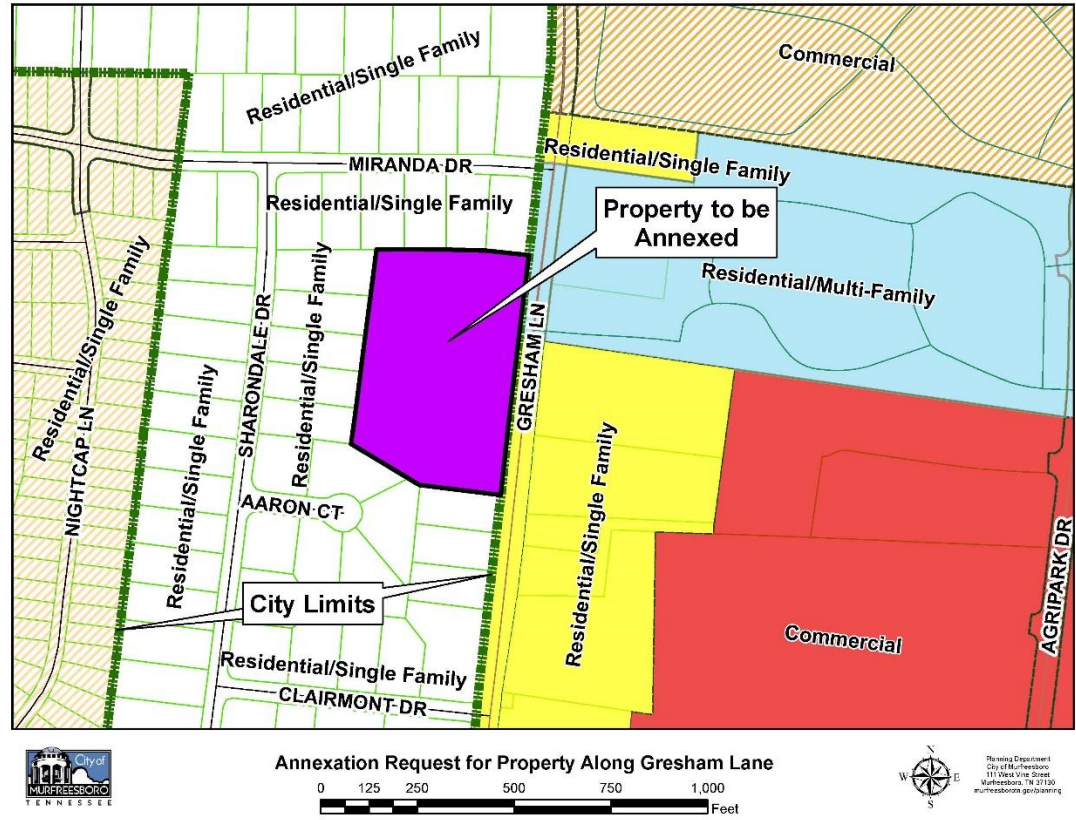 Residential/Single Family
Commercial
MIRANDA DR
Residential/Single Family
Residential/Single Family
Property to be
Annexed
Residential/Multi-Family
Residential/Single Family
NIGHTCAP LN
Residential/Single Family
SHARONDALE DR
Residential/Single Family
GRESHAM LN
AARON CT
Residential/Single Family
City Limits
Residential/Single Family
CLAIRMONT DR
Commercial
AGRIPARK DR
City of
MURFREESBORO
TENNESSEE
Annexation Request for Property Along Gresham Lane
0 125 250 500 750 1,000
Feet
N
W E
S
Planning Department
City of Murfreesboro
111 West Vine Street
Murfreesboro, TN 37130
murfreesborotn.gov/planning